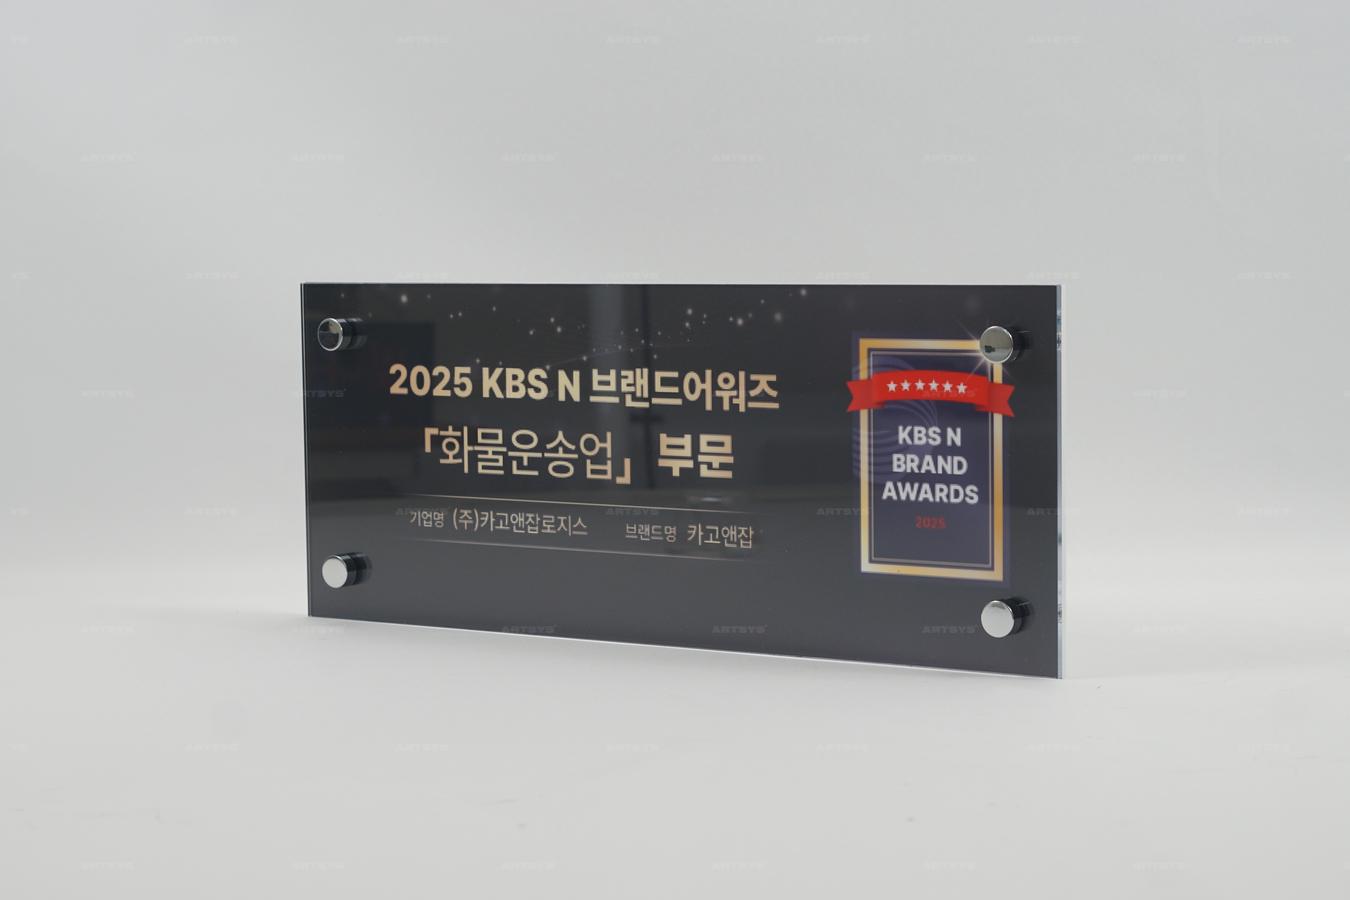 2025 KBS N 브랜드어워즈
「화물운송업」 부문
기업명 (주)카고앤잡로지스 브랜드명 카고앤잡
KBS N
BRAND
AWARDS
2025
ARTSYS